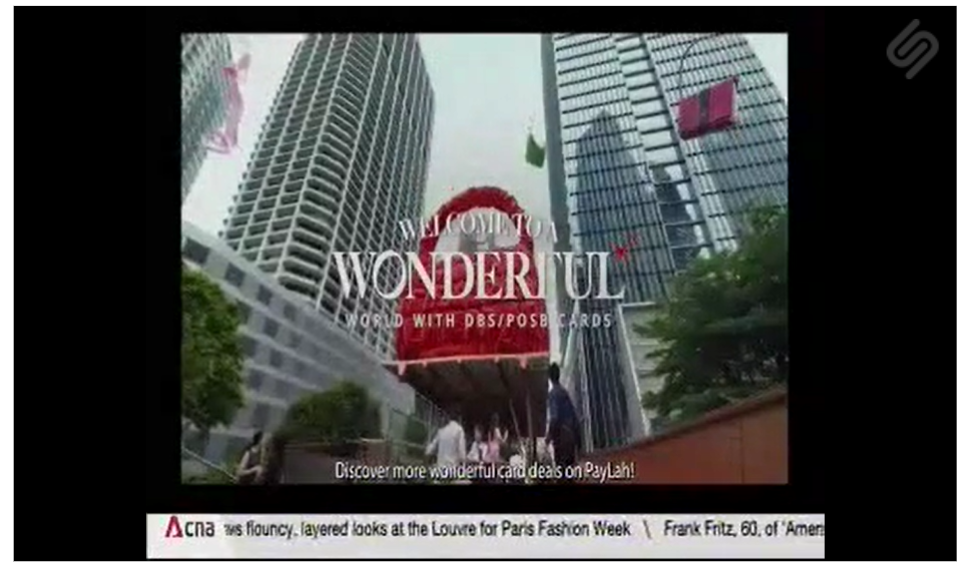 WELCOME TO A
WONDERFUL
WORLD WITH DBS/POSB CARDS
Discover more wonderful card deals on PayLah!
cna ws flouncy, layered looks at the Louvre for Paris Fashion Week \ Frank Fritz, 60, of 'Amer